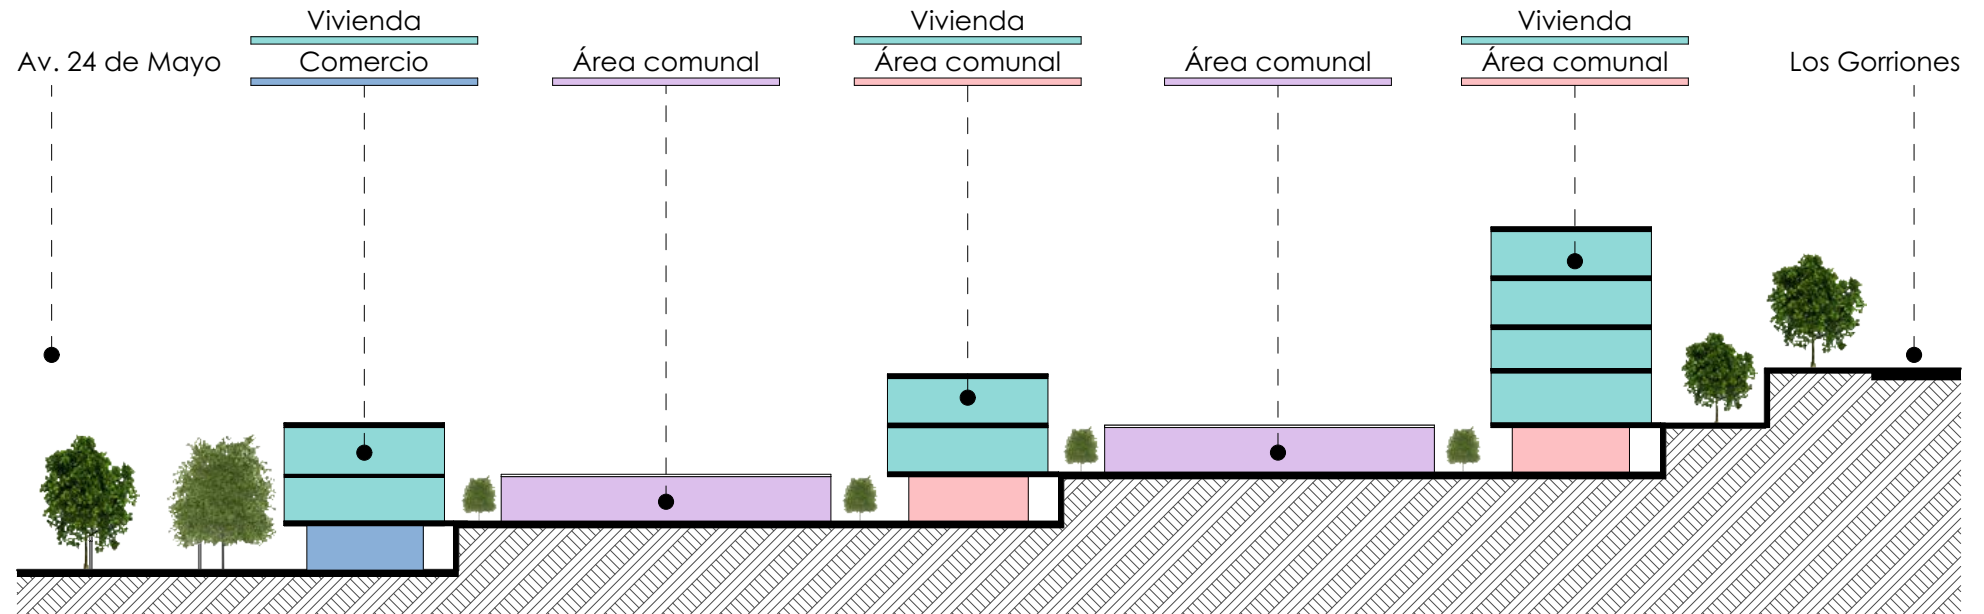 Vivienda
Vivienda
Vivienda
Av. 24 de Mayo
Comercio
Área comunal
Área comunal
Área comunal
Área comunal
Los Gorriones